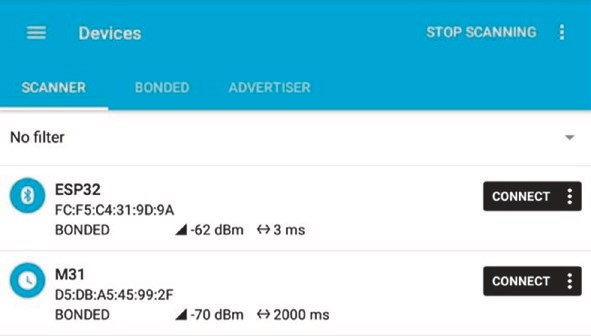 Devices STOP SCANNING
SCANNER BONDED ADVERTISER
No filter
ESP32
CONNECT
FC:F5:C4:31:9D:9A
BONDED -62 dBm 3 ms
M31
CONNECT
D5:DB:A5:45:99:2F
BONDED -70 dBm 2000 ms